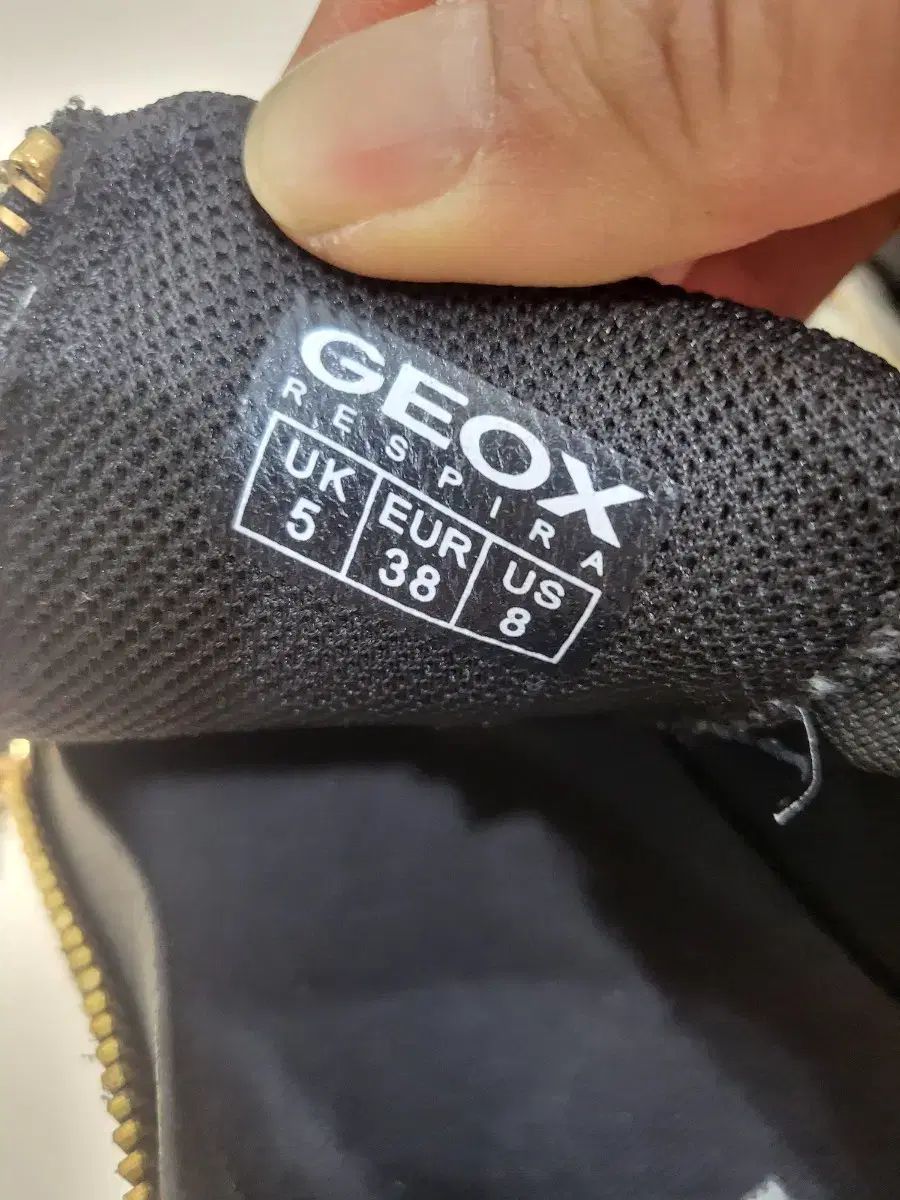 GEOX
RESPIRA
UK EUR US
5 38 8